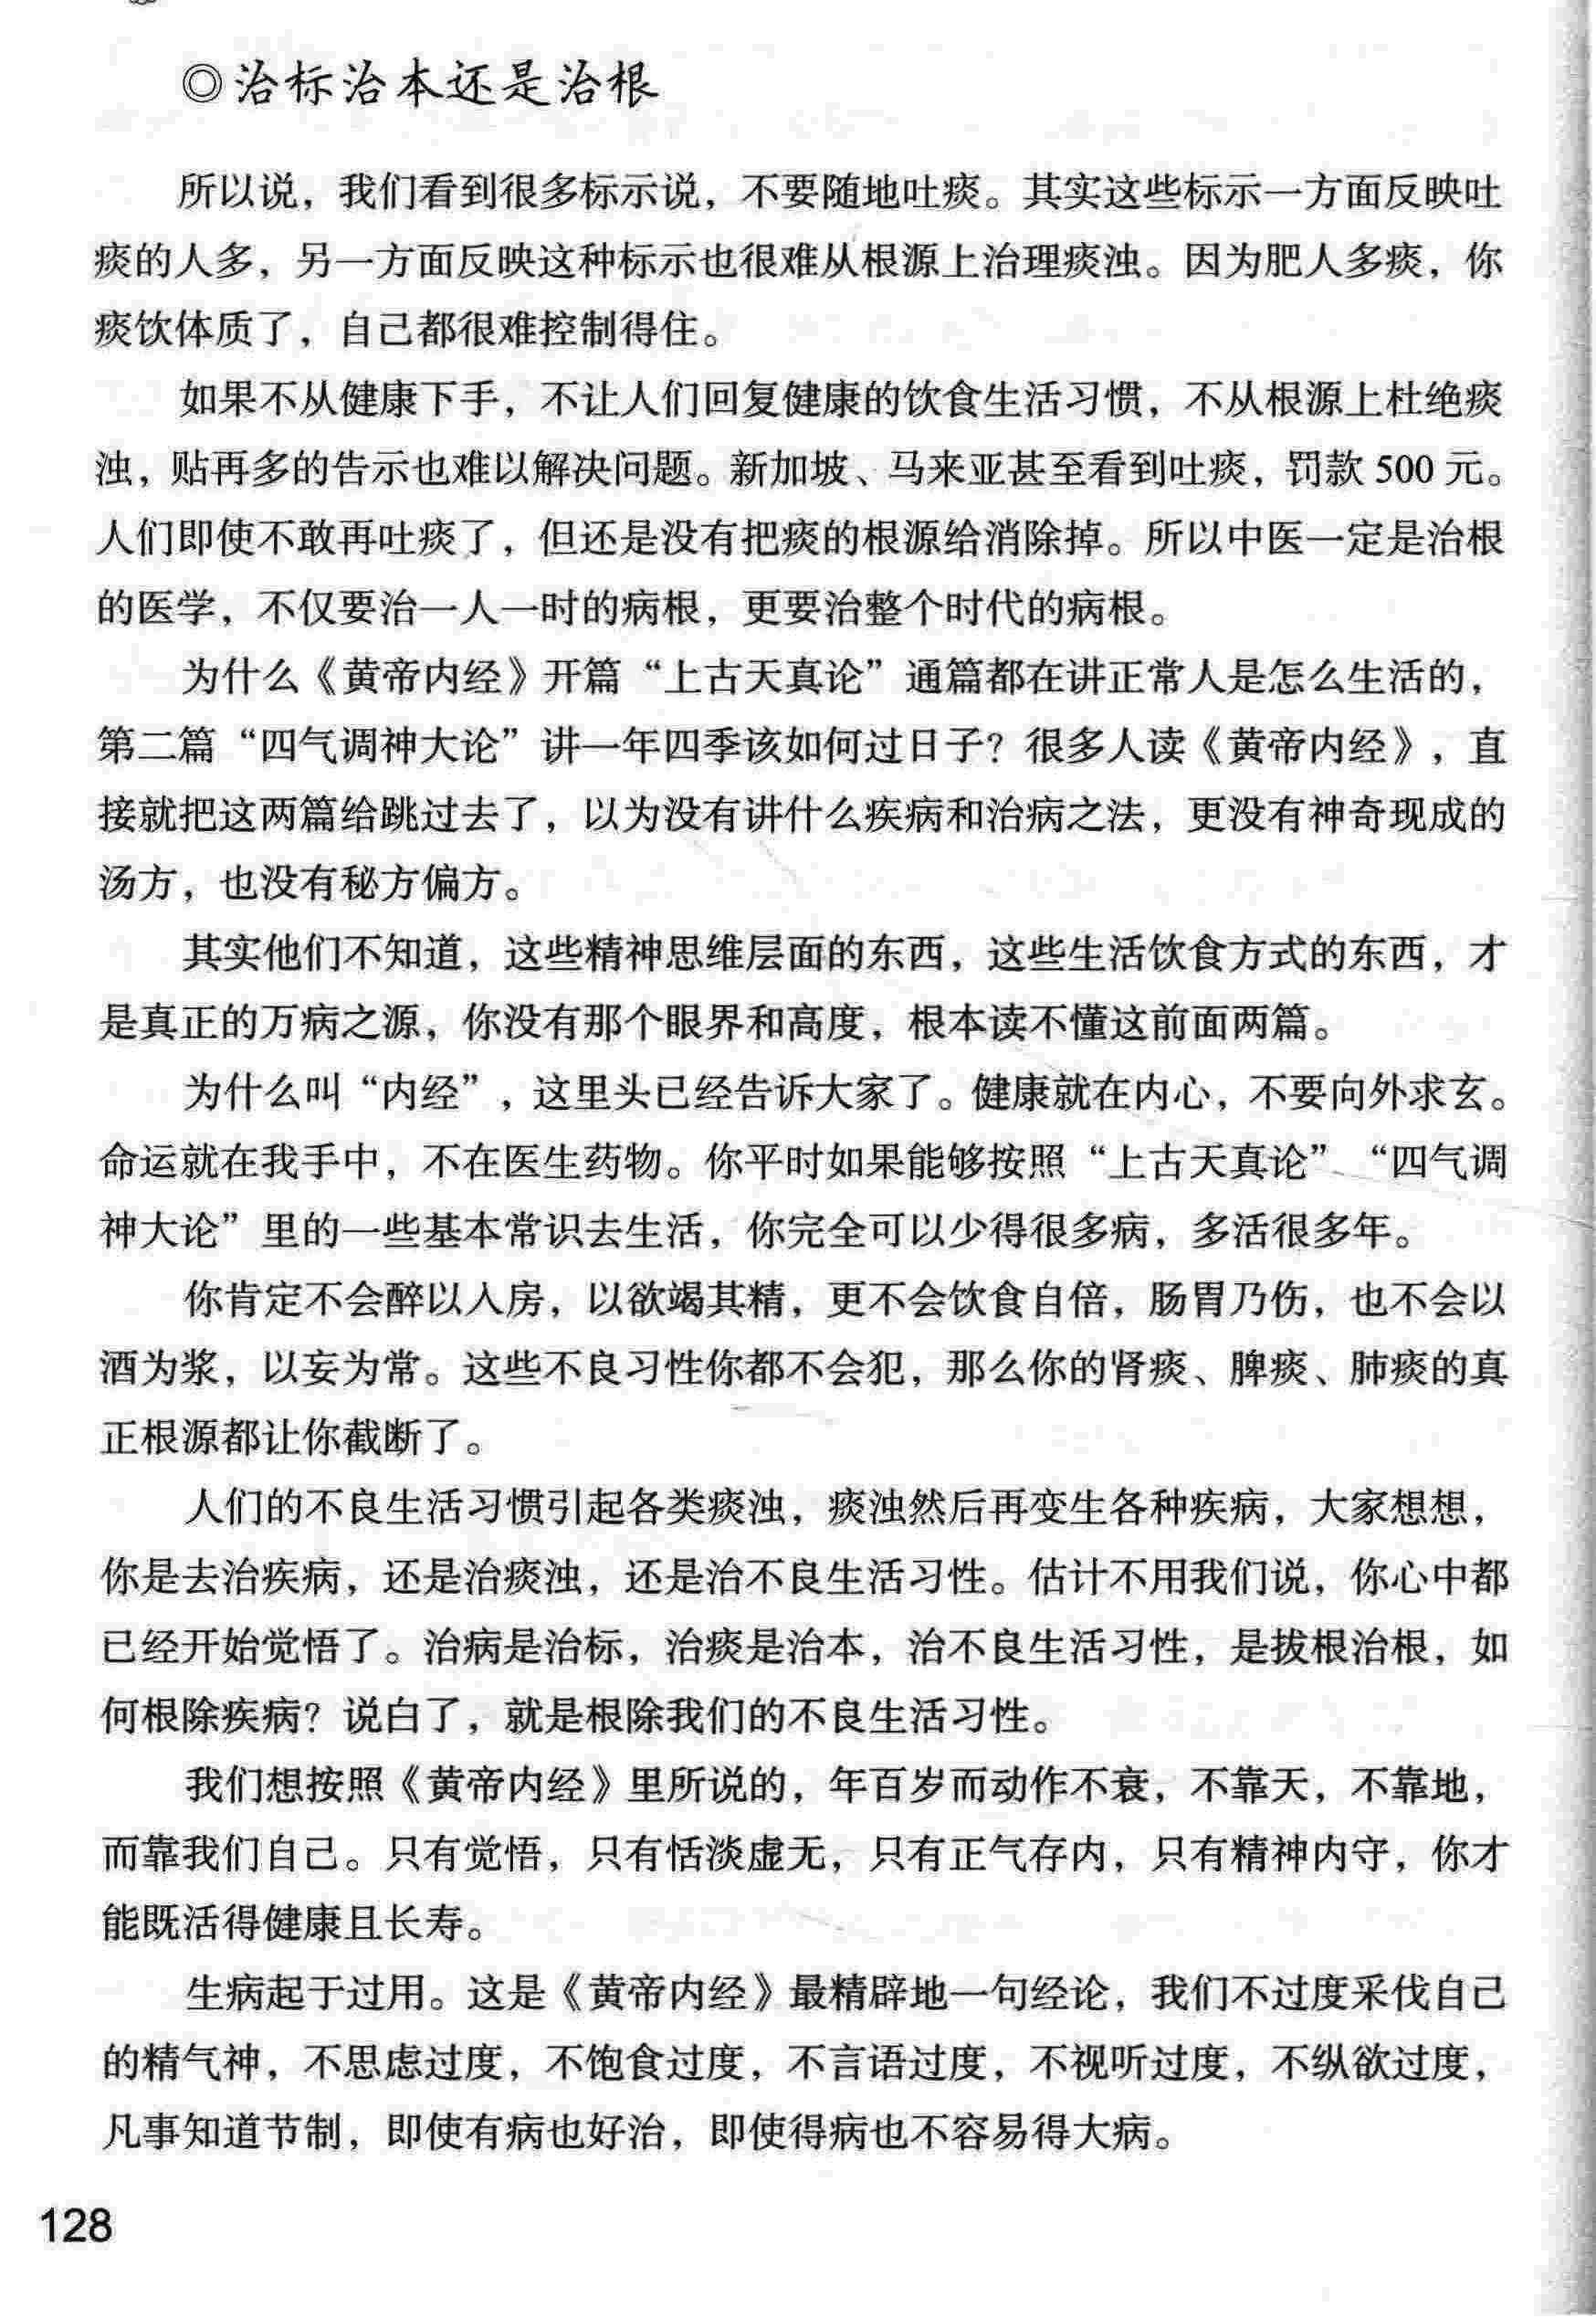 ◎治标治本还是治根
所以说，我们看到很多标示说，不要随地吐痰。其实这些标示一方面反映吐
痰的人多，另一方面反映这种标示也很难从根源上治理痰浊。因为肥人多痰，你
痰饮体质了，自己都很难控制得住。
如果不从健康下手，不让人们回复健康的饮食生活习惯，不从根源上杜绝痰
浊，贴再多的告示也难以解决问题。新加坡、马来亚甚至看到吐痰，罚款 500 元。
人们即使不敢再吐痰了，但还是没有把痰的根源给消除掉。所以中医一定是治根
的医学，不仅要治一人一时的病根，更要治整个时代的病根。
为什么《黄帝内经》开篇“上古天真论”通篇都在讲正常人是怎么生活的，
第二篇“四气调神大论”讲一年四季该如何过日子？很多人读《黄帝内经》，直
接就把这两篇给跳过去了，以为没有讲什么疾病和治病之法，更没有神奇现成的
汤方，也没有秘方偏方。
其实他们不知道，这些精神思维层面的东西，这些生活饮食方式的东西，才
是真正的万病之源，你没有那个眼界和高度，根本读不懂这前面两篇。
为什么叫“内经”，这里头已经告诉大家了。健康就在内心，不要向外求玄。
命运就在我手中，不在医生药物。你平时如果能够按照“上古天真论”、“四气调
神大论”里的一些基本常识去生活，你完全可以少得很多病，多活很多年。
你肯定不会醉以入房，以欲竭其精，更不会饮食自倍，肠胃乃伤，也不会以
酒为浆，以妄为常。这些不良习性你都不会犯，那么你的肾痰、脾痰、肺痰的真
正根源都让你截断了。
人们的不良生活习惯引起各类痰浊，痰浊然后再变生各种疾病，大家想想，
你是去治疾病，还是治痰浊，还是治不良生活习性。估计不用我们说，你心中都
已经开始觉悟了。治病是治标，治痰是治本，治不良生活习性，是拔根治根，如
何根除疾病？说白了，就是根除我们的不良生活习性。
我们想按照《黄帝内经》里所说的，年百岁而动作不衰，不靠天，不靠地，
而靠我们自己。只有觉悟，只有恬淡虚无，只有正气存内，只有精神内守，你才
能既活得健康且长寿。
生病起于过用。这是《黄帝内经》最精辟地一句经论，我们不过度采伐自己
的精气神，不思虑过度，不饱食过度，不言语过度，不视听过度，不纵欲过度，
凡事知道节制，即使有病也好治，即使得病也不容易得大病。
128